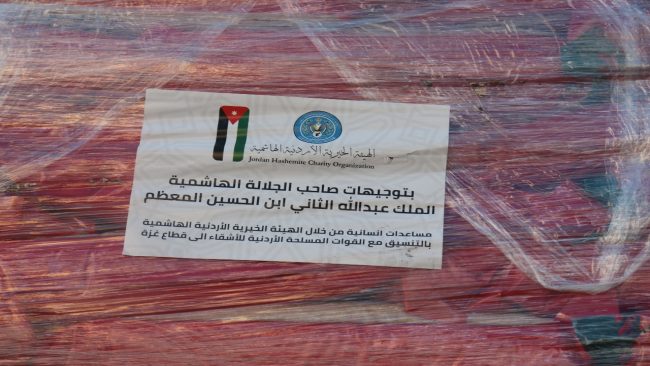 الهيئة الخيرية الأردنية الهاشمية
Jordan Hashemite Charity Organization
بتوجيهات صاحب الجلالة الهاشمية
الملك عبدالله الثاني ابن الحسين المعظم
مساعدات انسانية من خلال الهيئة الخيرية الأردنية الهاشمية
بالتنسيق مع القوات المسلحة الأردنية للأشقاء الى قطاع غزة